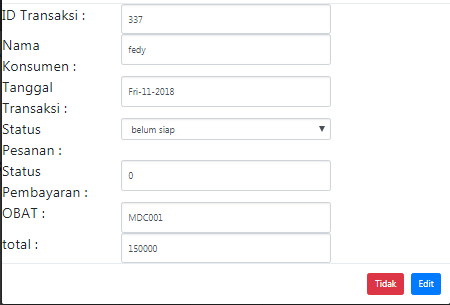 ID Transaksi : 337
Nama
Konsumen : fedy
Tanggal
Transaksi : Fri-11-2018
Status
Pesanan : belum siap
Status
Pembayaran : 0
OBAT : MDC001
total : 150000
Tidak Edit